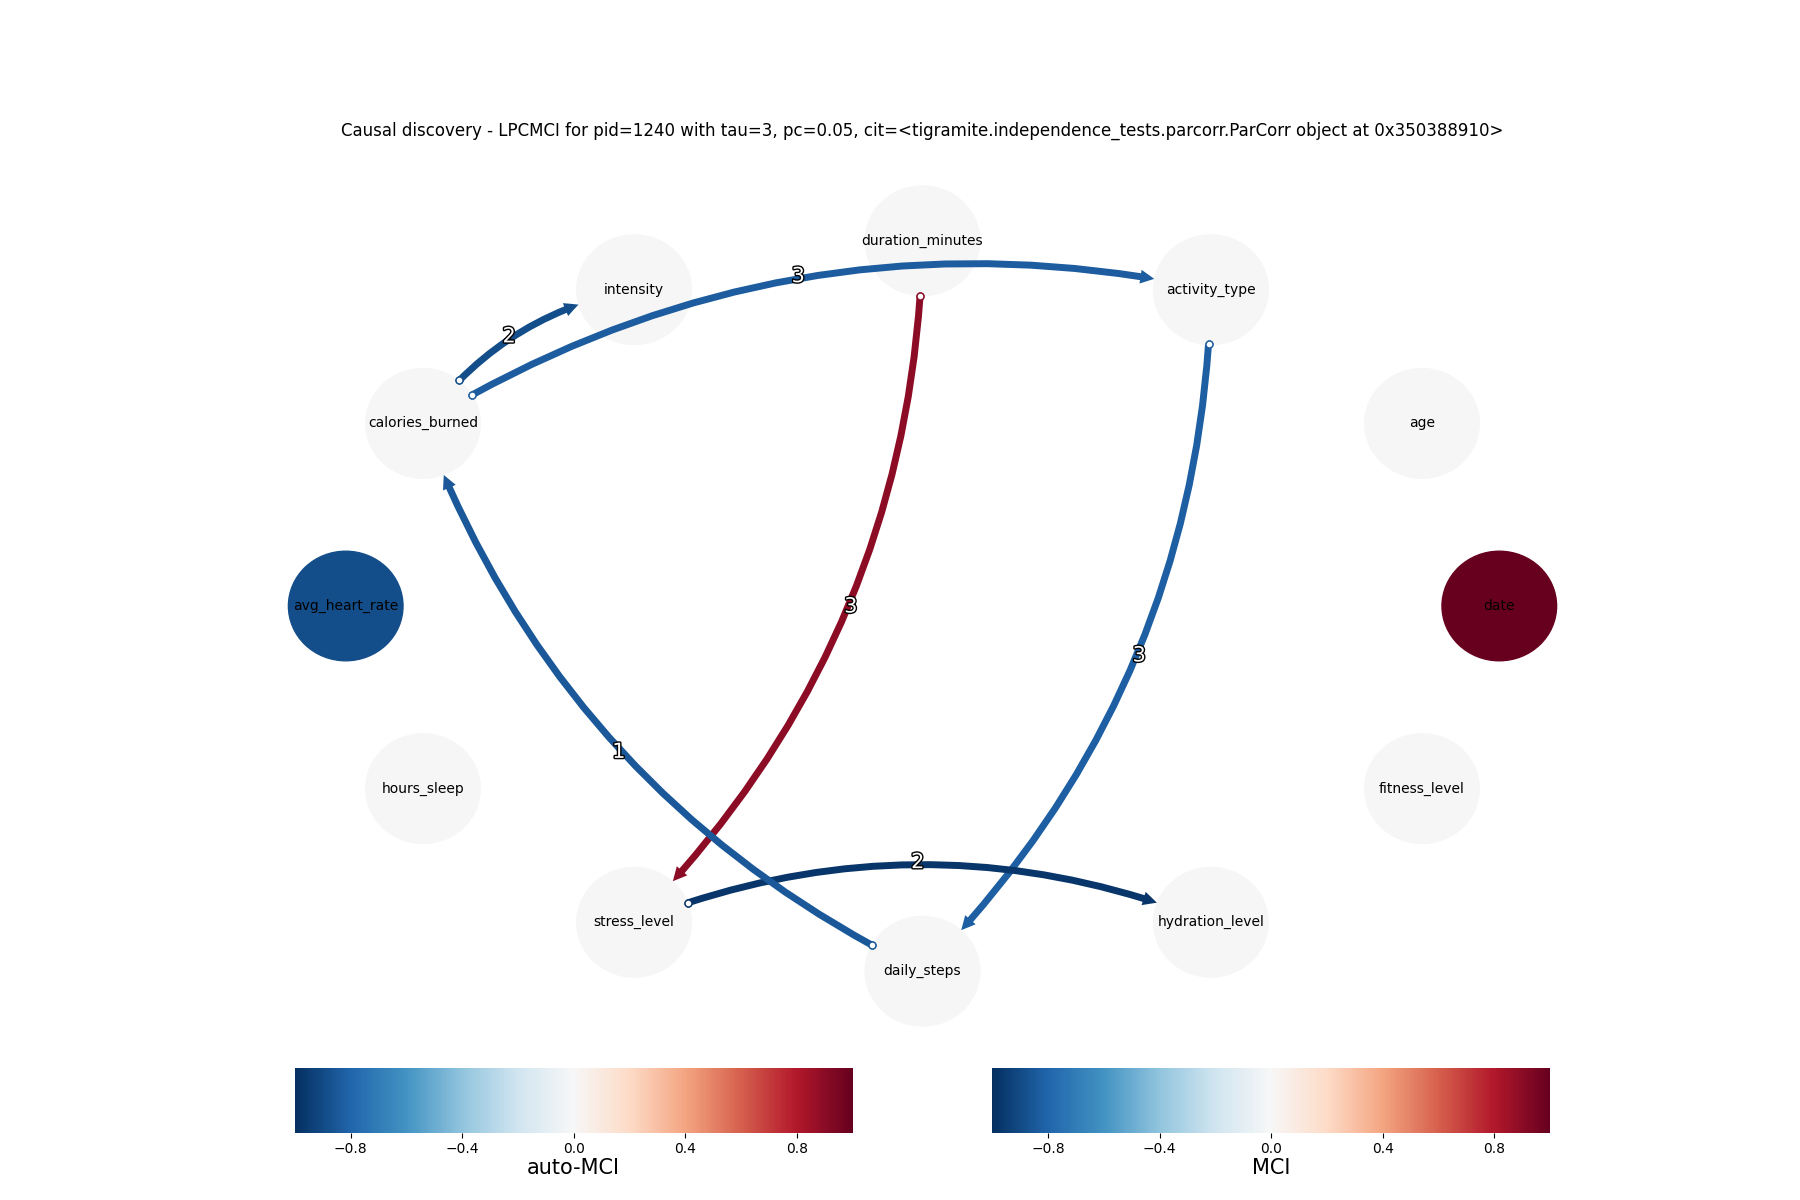 Causal discovery - LPCMCI for pid=1240 with tau=3, pc=0.05, cit=<tigramite.independence_tests.parcorr.ParCorr object at 0x350388910>
duration_minutes
intensity
activity_type
3
2
calories_burned
age
avg_heart_rate
3
date
3
1
hours_sleep
fitness_level
2
stress_level
hydration_level
daily_steps
−0.8 −0.4 0.0 0.4 0.8
auto-MCI
−0.8 −0.4 0.0 0.4 0.8
MCI